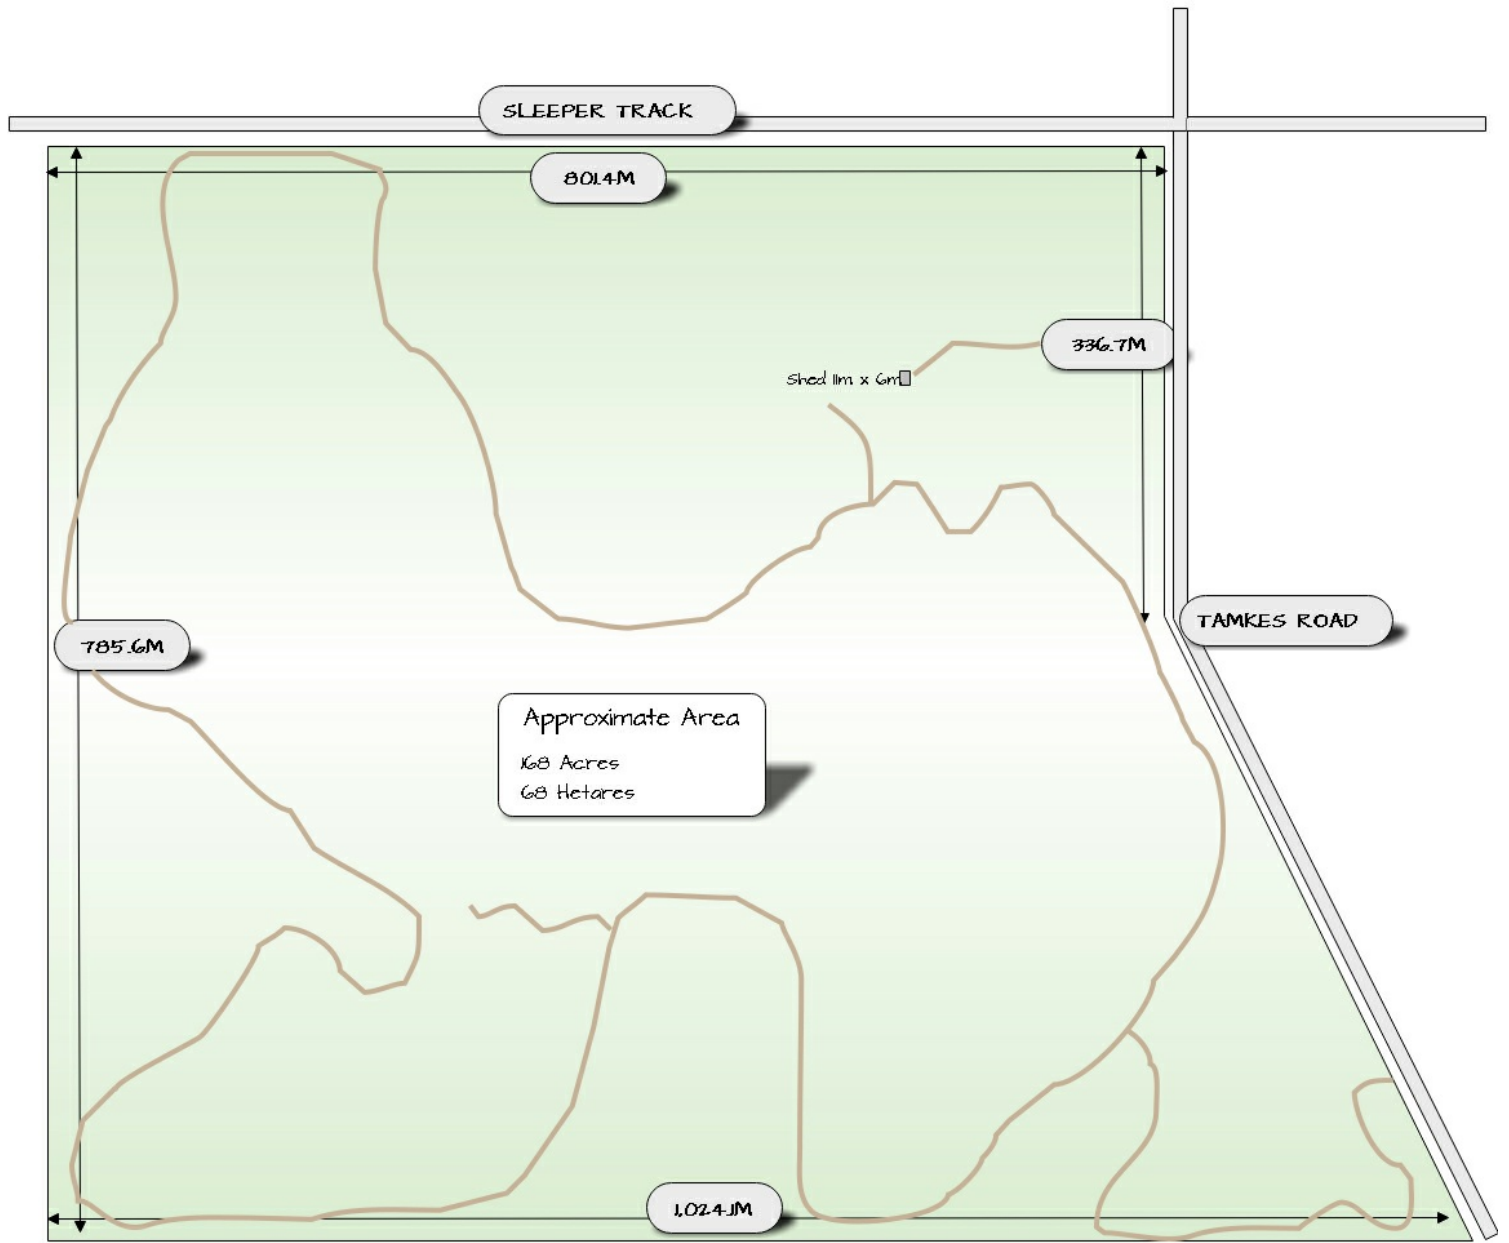 SLEEPER TRACK
801.4M
336.7M
Shed 11m x 6m
TAMKES ROAD
785.6M
Approximate Area
168 Acres
68 Hetares
1,024.1M